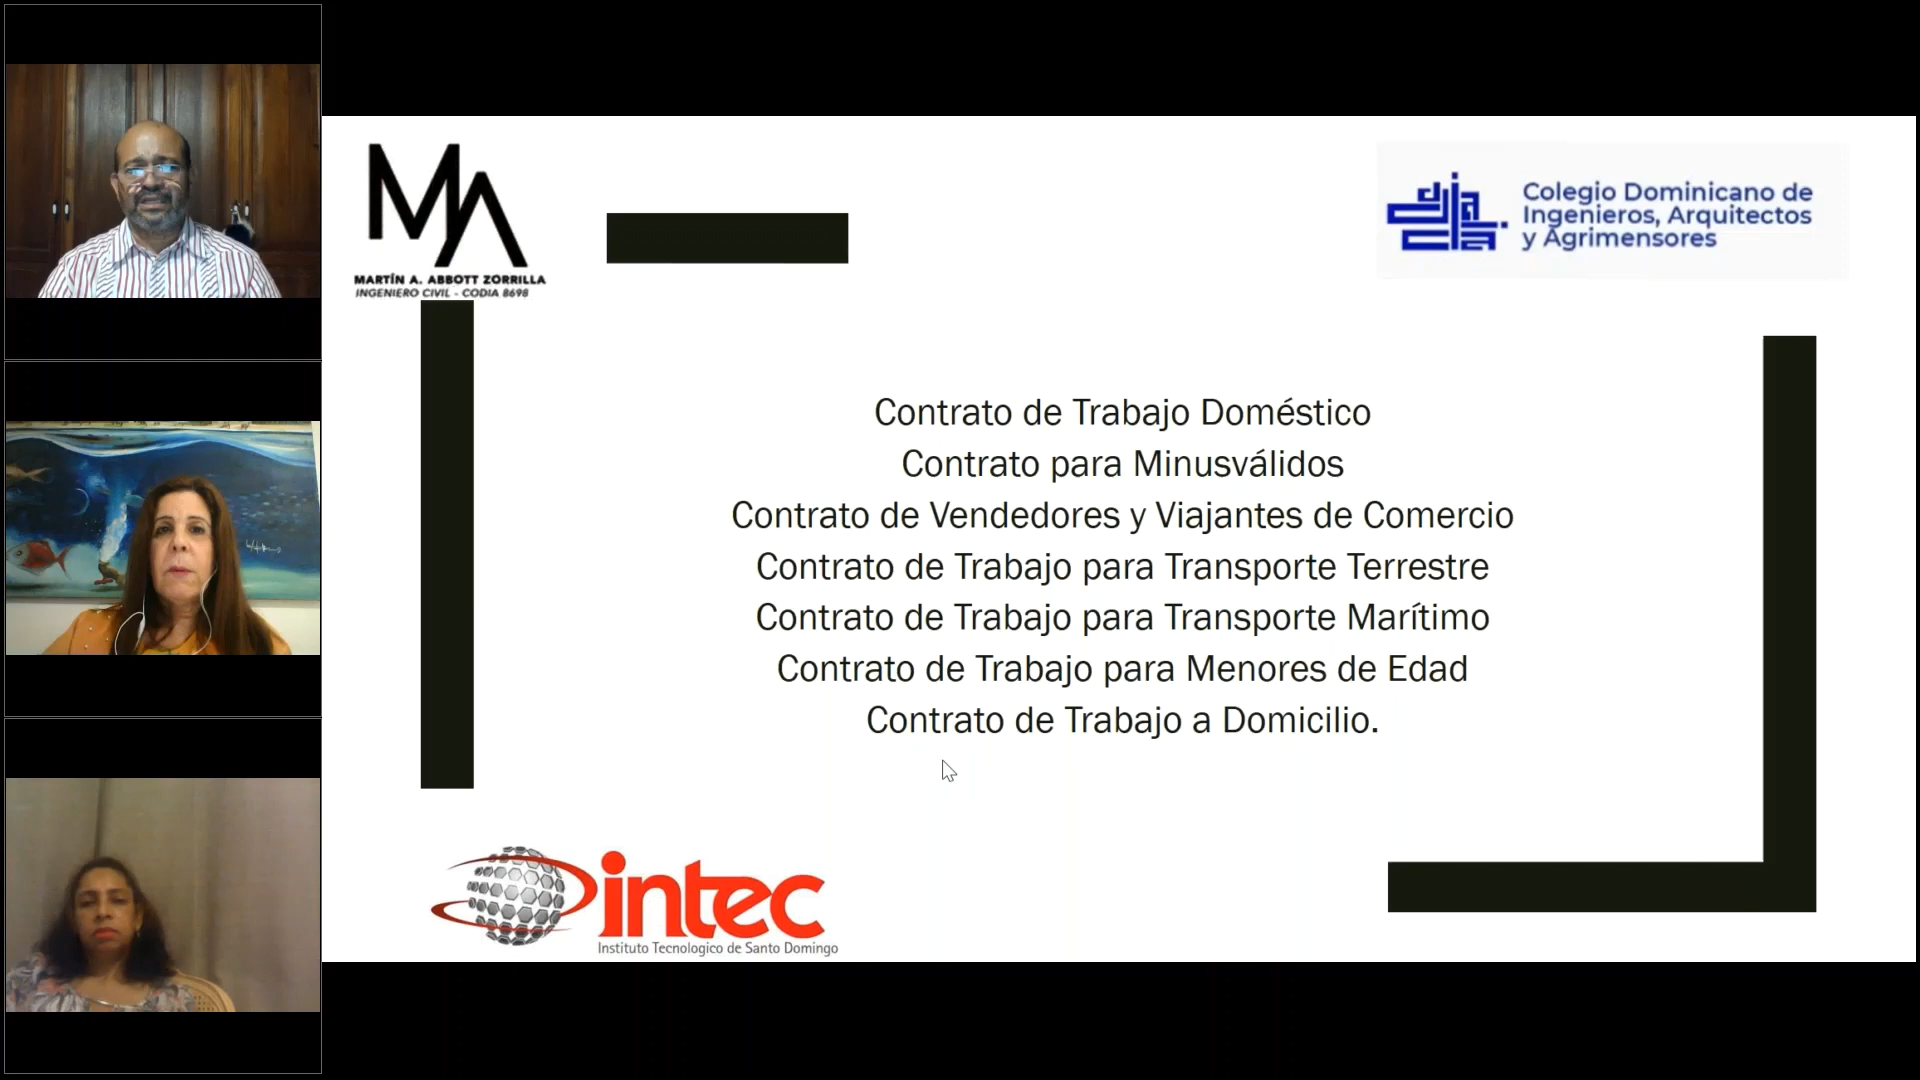 MARTÍN A. ABBOTT ZORRILLA
INGENIERO CIVIL - CODIA 8698
Colegio Dominicano de
Ingenieros, Arquitectos
y Agrimensores
Contrato de Trabajo Doméstico
Contrato para Minusválidos
Contrato de Vendedores y Viajantes de Comercio
Contrato de Trabajo para Transporte Terrestre
Contrato de Trabajo para Transporte Marítimo
Contrato de Trabajo para Menores de Edad
Contrato de Trabajo a Domicilio.
intec
Instituto Tecnologico de Santo Domingo